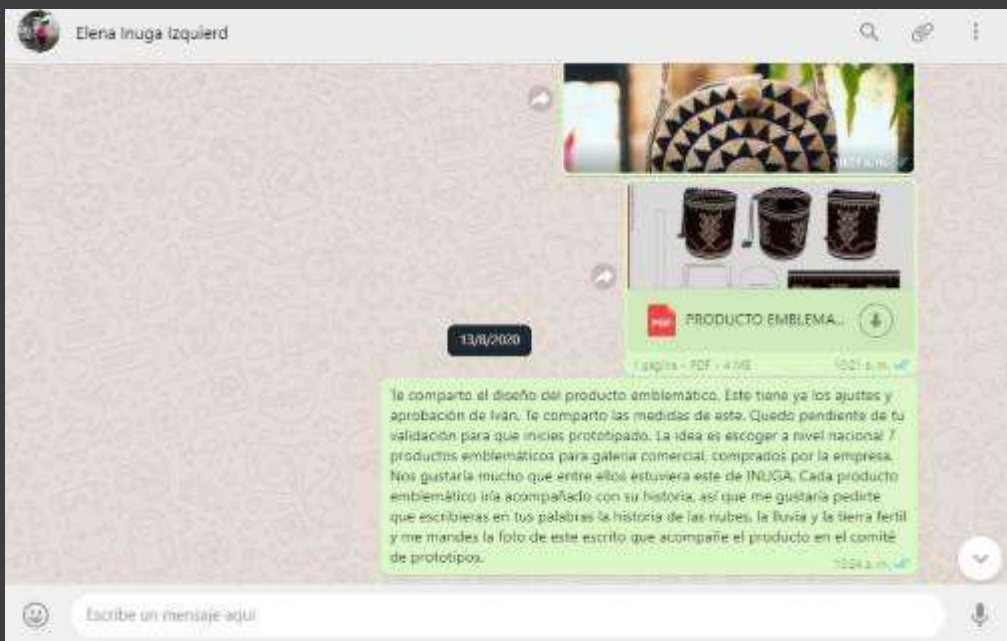 Elena Inuga Izquierd
10:21 a. m.
PRODUCTO EMBLEMA...
PDF
1 página • PDF • 4 MB
10:21 a. m.
13/8/2020
Te comparto el diseño del producto emblemático. Este tiene ya los ajustes y
aprobación de Iván. Te comparto las medidas de este. Quedo pendiente de tu
validación para que inicies prototipado. La idea es escoger a nivel nacional 7
productos emblemáticos para galeria comercial, comprados por la empresa.
Nos gustaría mucho que entre ellos estuviera este de INUGA. Cada producto
emblemático iría acompañado con su historia, así que me gustaría pedirte
que escribieras en tus palabras la historia de las nubes, la lluvia y la tierra fertil
y me mandes la foto de este escrito que acompañe el producto en el comité
de prototipos.
10:24 a. m.
Escribe un mensaje aquí